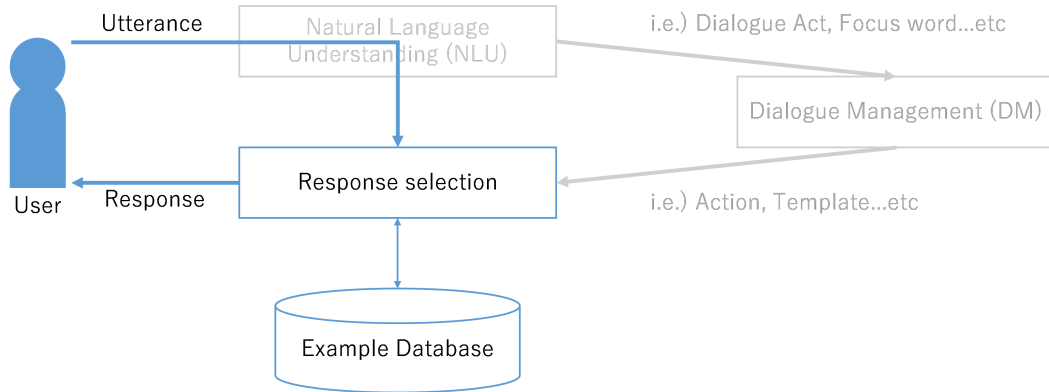 Utterance
Natural Language
Understanding (NLU)
i.e.) Dialogue Act, Focus word...etc
Dialogue Management (DM)
Response selection
User
Response
i.e.) Action, Template...etc
Example Database